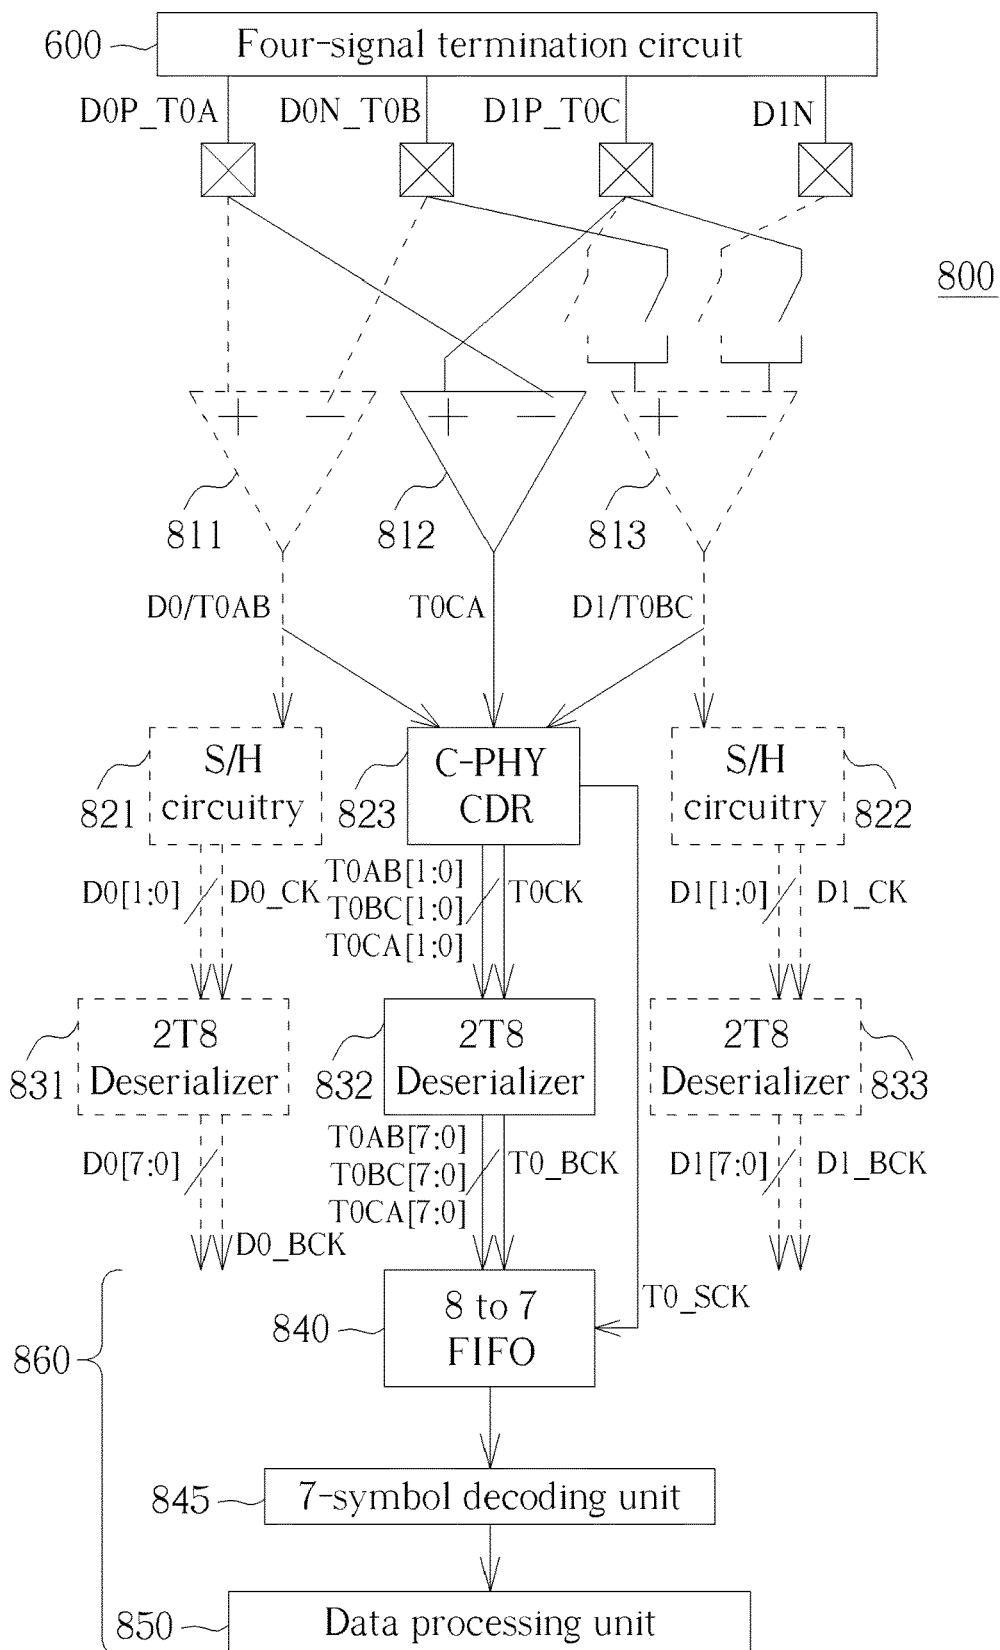 600
Four-signal termination circuit
D0P_T0A
D0N_T0B
D1P_T0C
D1N
800
+ −
+ −
+ −
811
812
813
D0/T0AB
T0CA
D1/T0BC
S/H
circuitry
821
C-PHY
CDR
823
S/H
circuitry
822
D0[1:0]
D0_CK
T0AB[1:0]
T0BC[1:0]
T0CA[1:0]
T0CK
D1[1:0]
D1_CK
2T8
Deserializer
831
2T8
Deserializer
832
2T8
Deserializer
833
D0[7:0]
D0_BCK
T0AB[7:0]
T0BC[7:0]
T0CA[7:0]
T0_BCK
D1[7:0]
D1_BCK
T0_SCK
8 to 7
FIFO
840
860
845
7-symbol decoding unit
850
Data processing unit